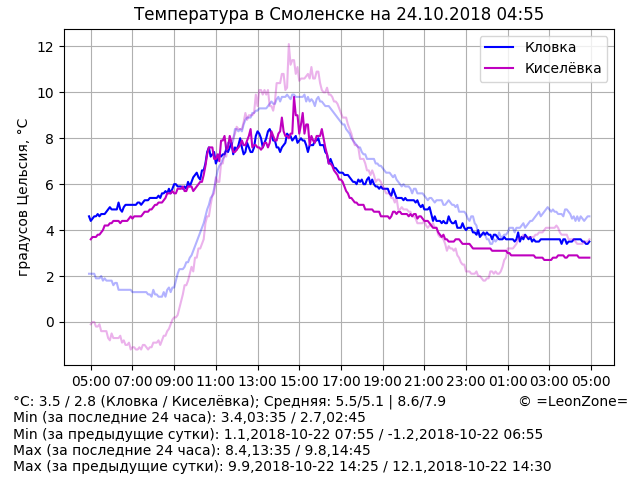 Температура в Смоленске на 24.10.2018 04:55
градусов Цельсия, °C
12
10
8
6
4
2
0
Кловка
Киселёвка
05:00 07:00 09:00 11:00 13:00 15:00 17:00 19:00 21:00 23:00 01:00 03:00 05:00
°C: 3.5 / 2.8 (Кловка / Киселёвка); Средняя: 5.5/5.1 | 8.6/7.9 © =LeonZone=
Min (за последние 24 часа): 3.4,03:35 / 2.7,02:45
Min (за предыдущие сутки): 1.1,2018-10-22 07:55 / -1.2,2018-10-22 06:55
Max (за последние 24 часа): 8.4,13:35 / 9.8,14:45
Max (за предыдущие сутки): 9.9,2018-10-22 14:25 / 12.1,2018-10-22 14:30